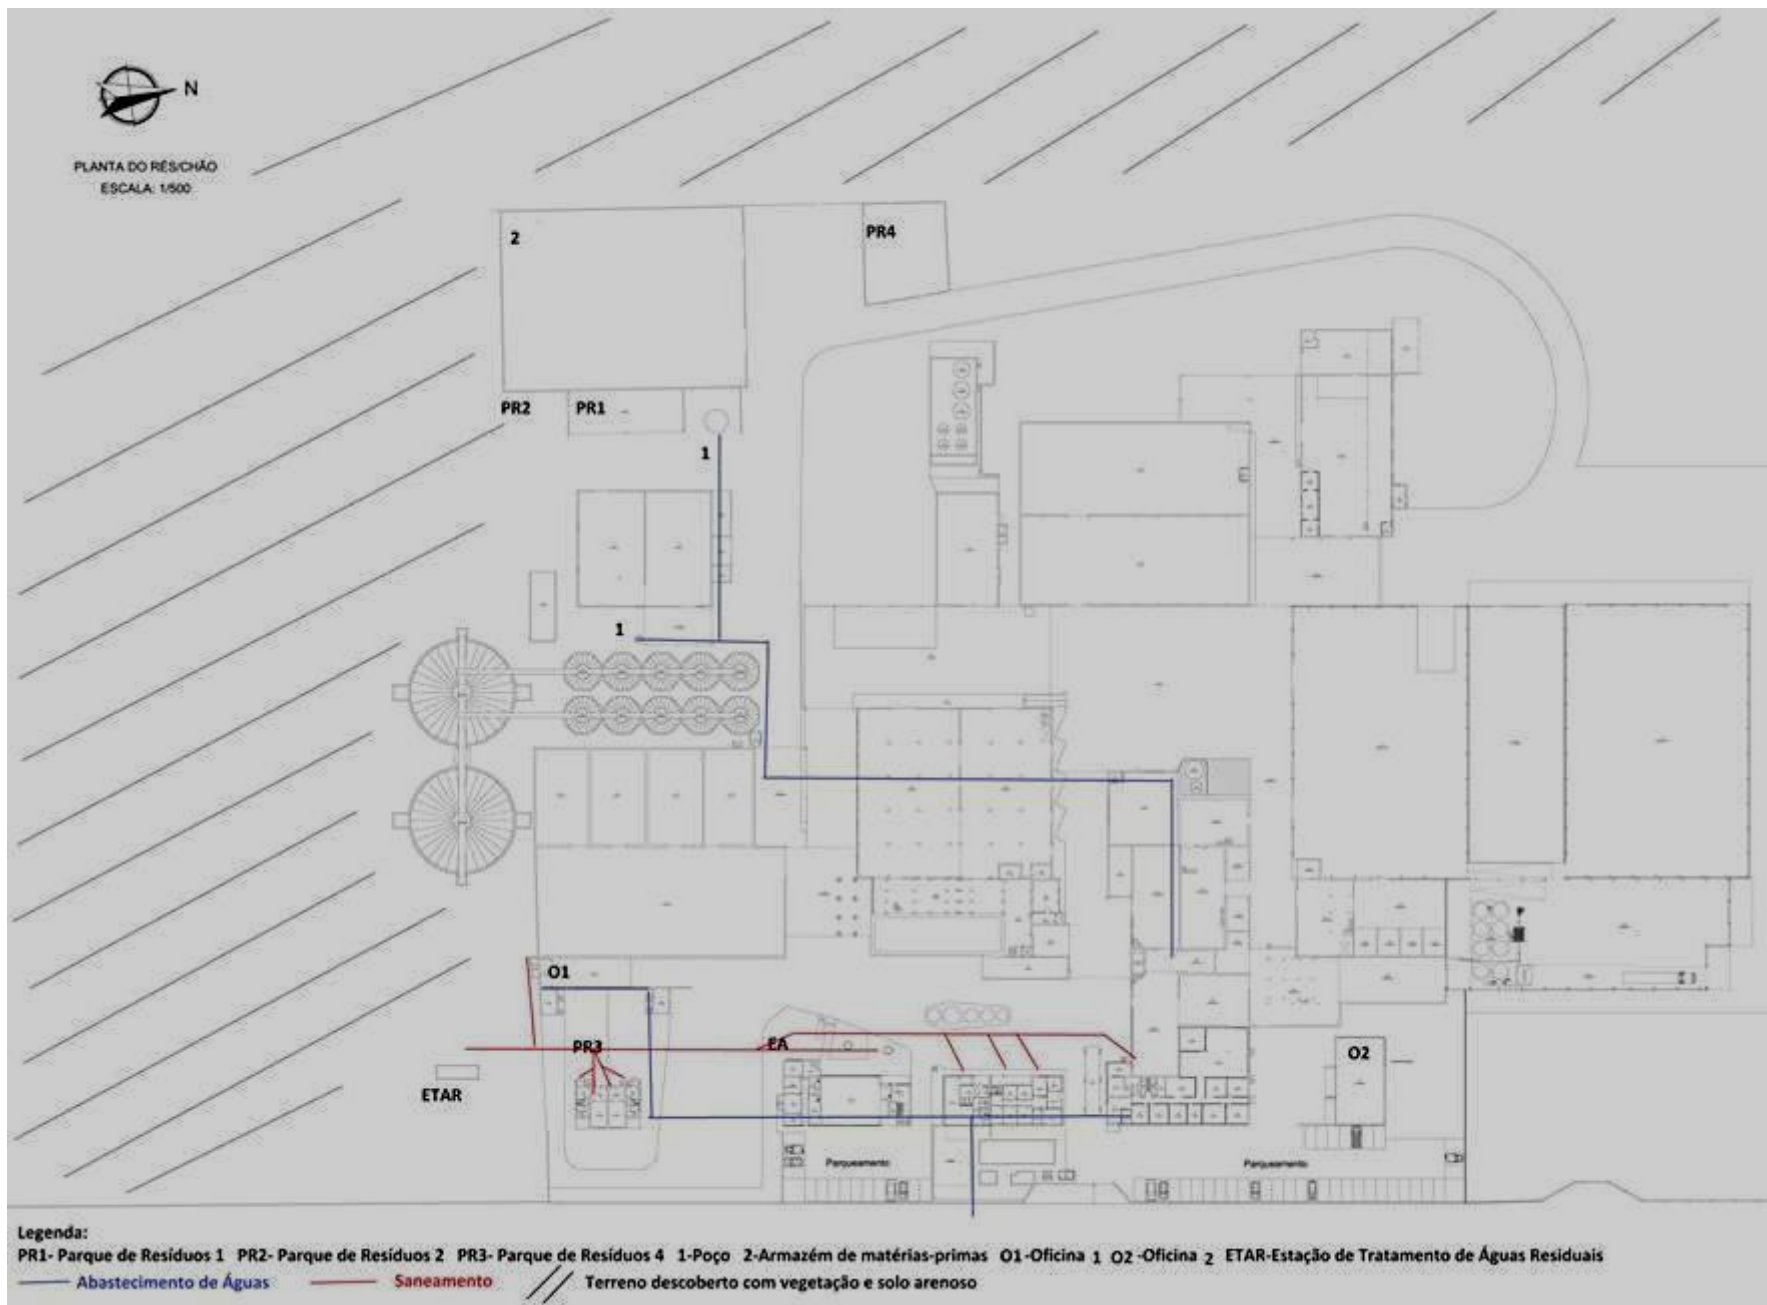 N
PLANTA DO RÉS/CHÃO
ESCALA: 1/500
2
PR4
PR2
PR1
1
1
O1
PR3
EA
O2
ETAR
Parqueamento
Parqueamento
Legenda:
PR1- Parque de Resíduos 1 PR2- Parque de Resíduos 2 PR3- Parque de Resíduos 4 1-Poço 2-Armazém de matérias-primas O1-Oficina 1 O2 -Oficina 2 ETAR-Estação de Tratamento de Águas Residuais
Abastecimento de Águas Saneamento Terreno descoberto com vegetação e solo arenoso